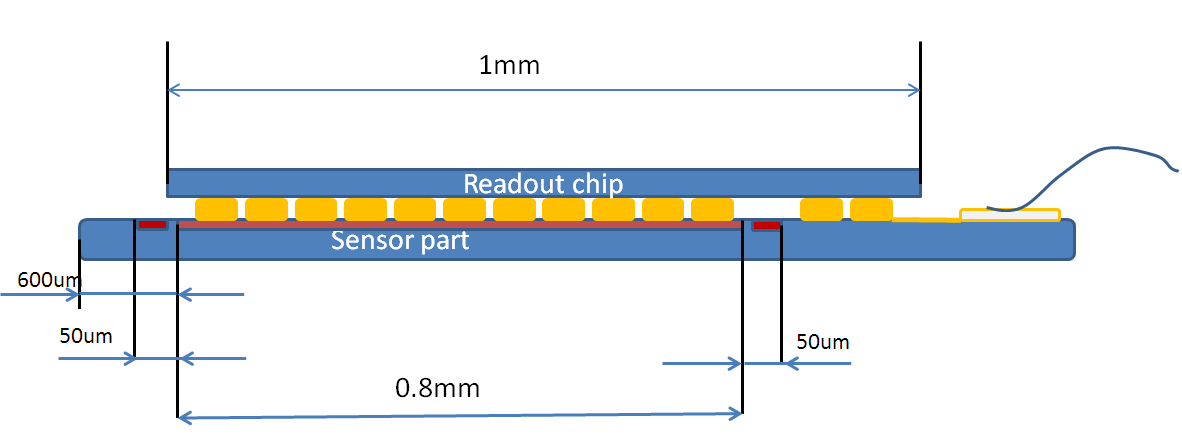 1mm
Readout chip
Sensor part
600um
50um
50um
0.8mm